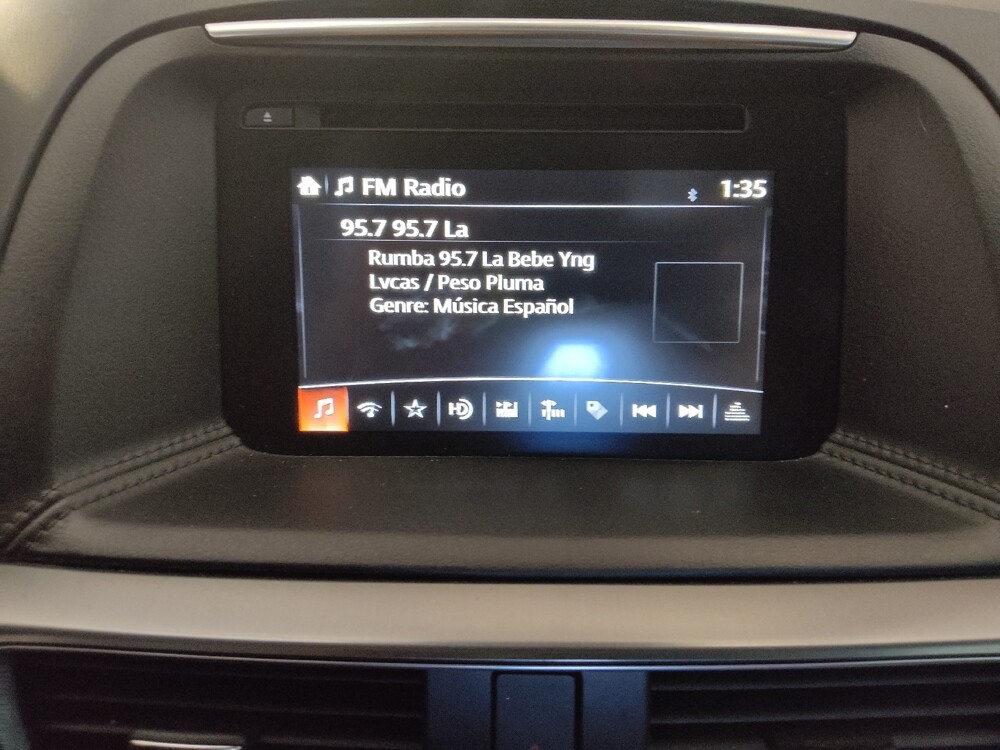 FM Radio
1:35
95.7 95.7 La
Rumba 95.7 La Bebe Yng
Lvcas / Peso Pluma
Genre: Música Español
HD